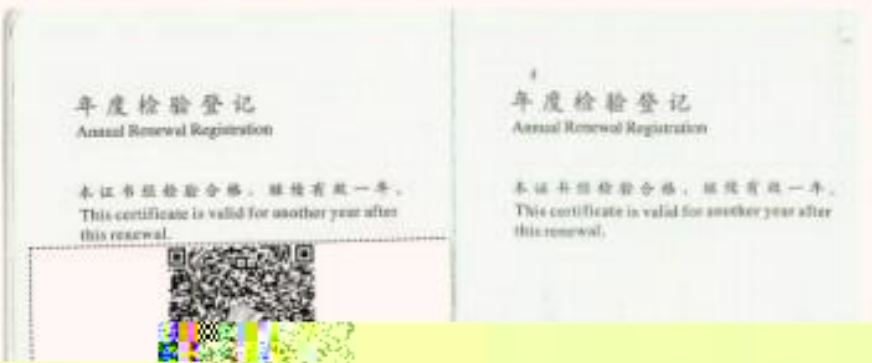 年度检验登记
Annual Renewal Registration
本证书经检验合格，继续有效一年。
This certificate is valid for another year after
this renewal.
年度检验登记
Annual Renewal Registration
本证书经检验合格，继续有效一年。
This certificate is valid for another year after
this renewal.